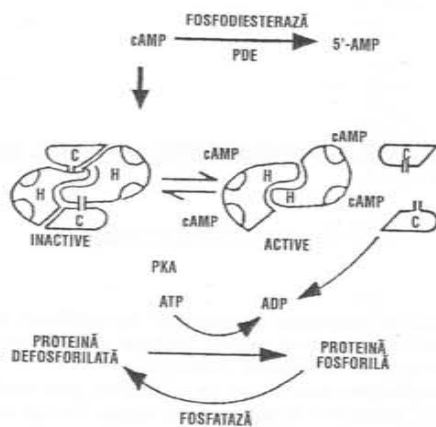 FOSFODIESTERAZĂ
cAMP
PDE
5'-AMP
cAMP
C
C
H
H
cAMP
cAMP
H
H
cAMP
C
C
INACTIVE
ACTIVE
PKA
ATP
ADP
PROTEINĂ
DEFOSFORILATĂ
PROTEINĂ
FOSFORILĂ
FOSFATAZĂ